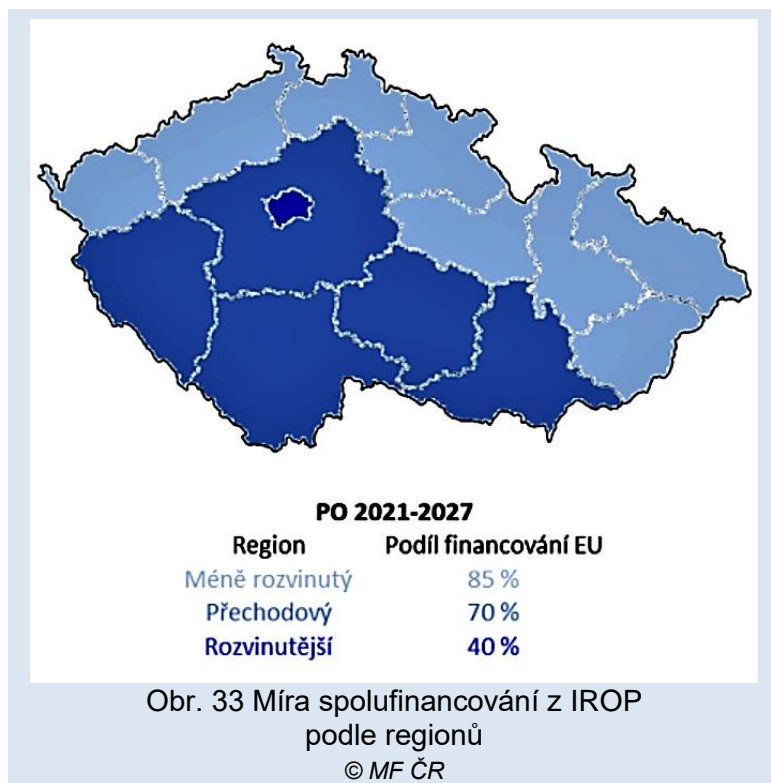 PO 2021-2027
Region Podíl financování EU
Méně rozvinutý 85 %
Přechodový 70 %
Rozvinutější 40 %
Obr. 33 Míra spolufinancování z IROP
podle regionů
© MF ČR